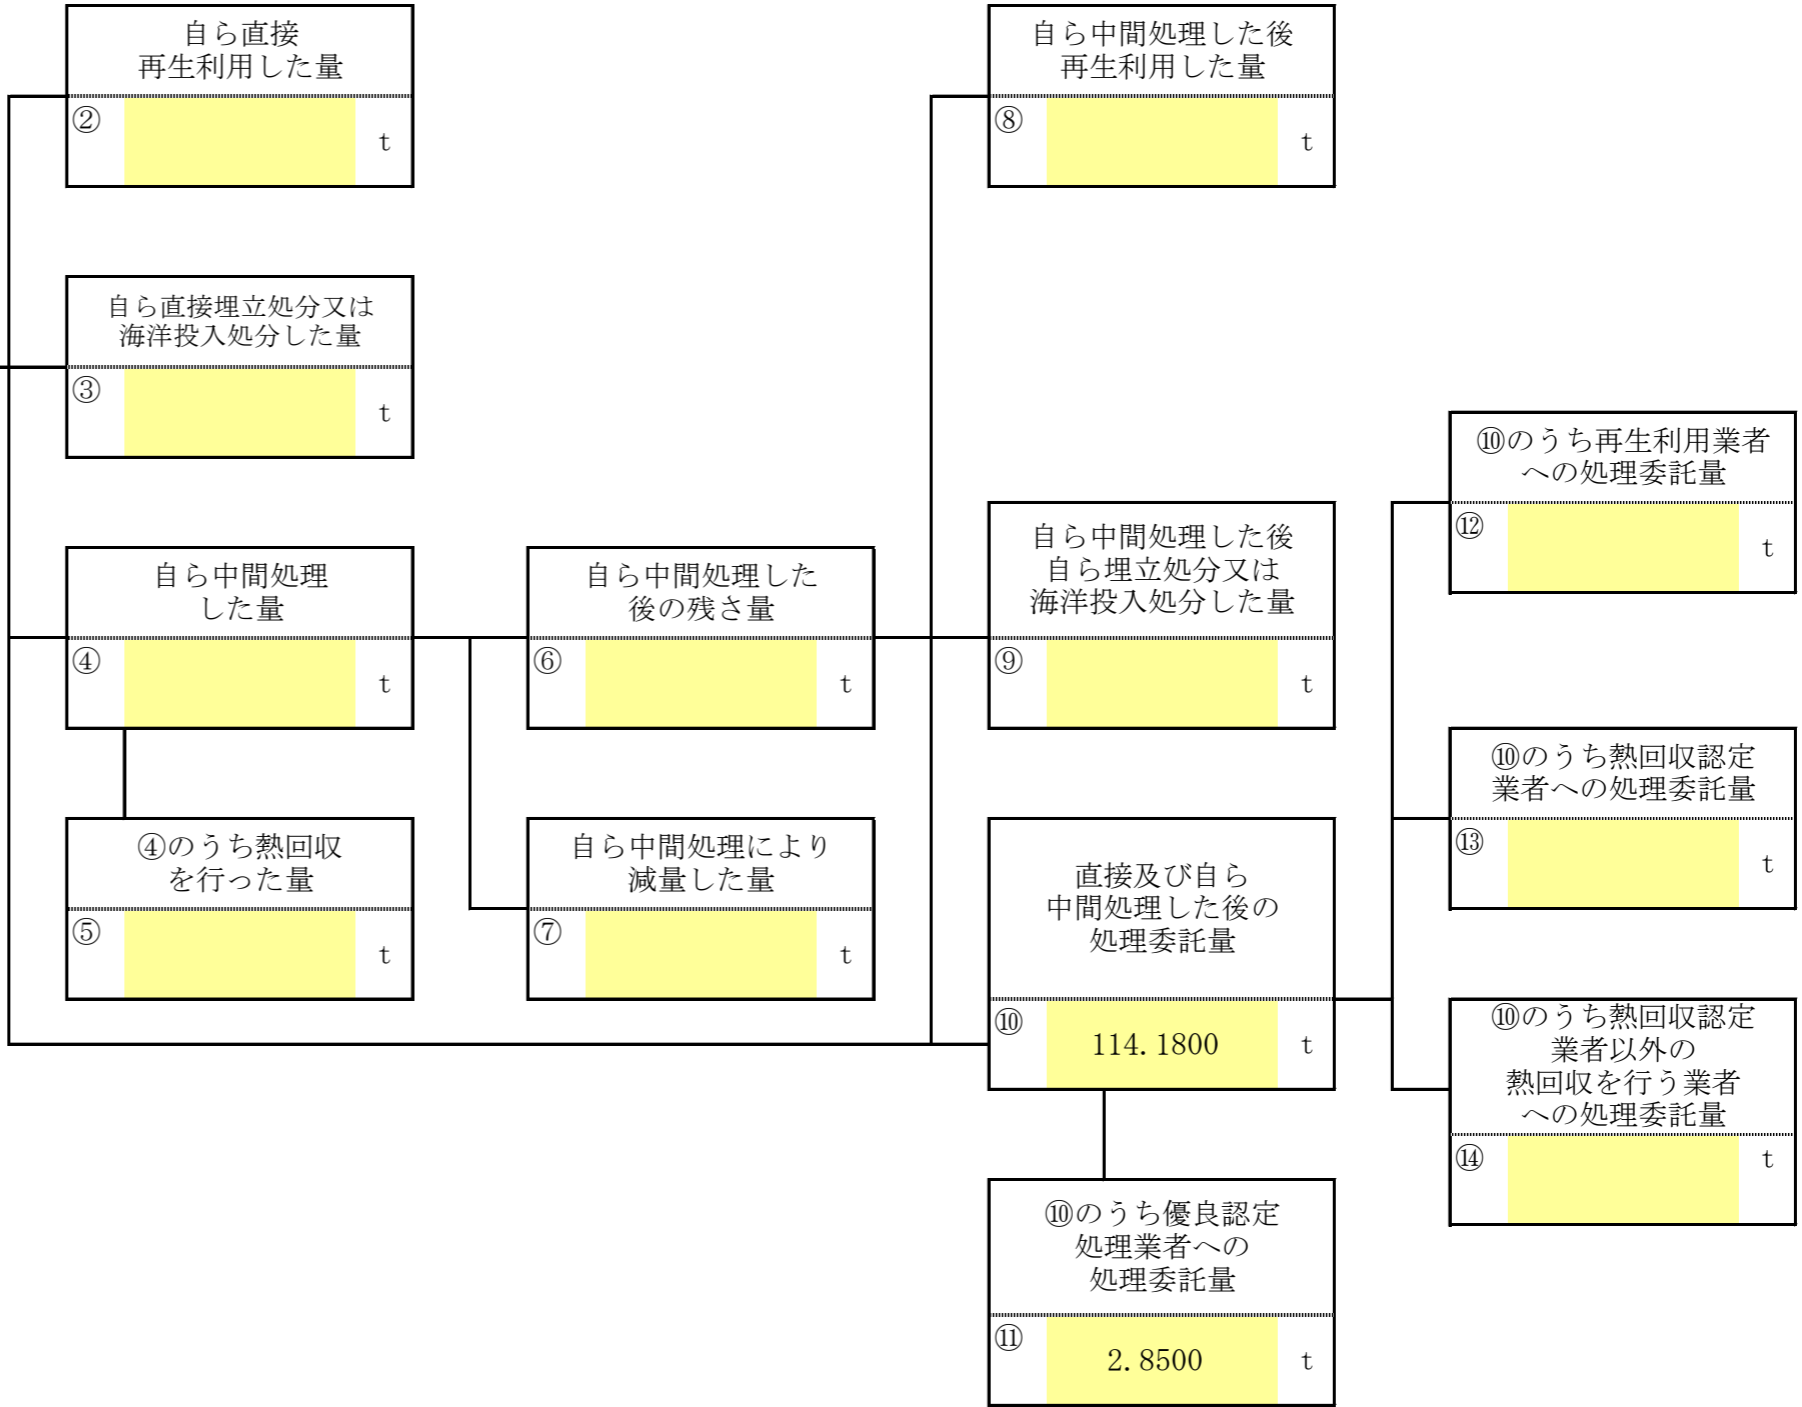 自ら直接
再生利用した量
②
t
自ら中間処理した後
再生利用した量
⑧
t
自ら直接埋立処分又は
海洋投入処分した量
③
t
⑩のうち再生利用業者
への処理委託量
⑫
t
自ら中間処理
した量
④
t
自ら中間処理した
後の残さ量
⑥
t
自ら中間処理した後
自ら埋立処分又は
海洋投入処分した量
⑨
t
⑩のうち熱回収認定
業者への処理委託量
⑬
t
④のうち熱回収
を行った量
⑤
t
自ら中間処理により
減量した量
⑦
t
直接及び自ら
中間処理した後の
処理委託量
⑩ 114.1800 t
⑩のうち熱回収認定
業者以外の
熱回収を行う業者
への処理委託量
⑭
t
⑩のうち優良認定
処理業者への
処理委託量
⑪ 2.8500 t